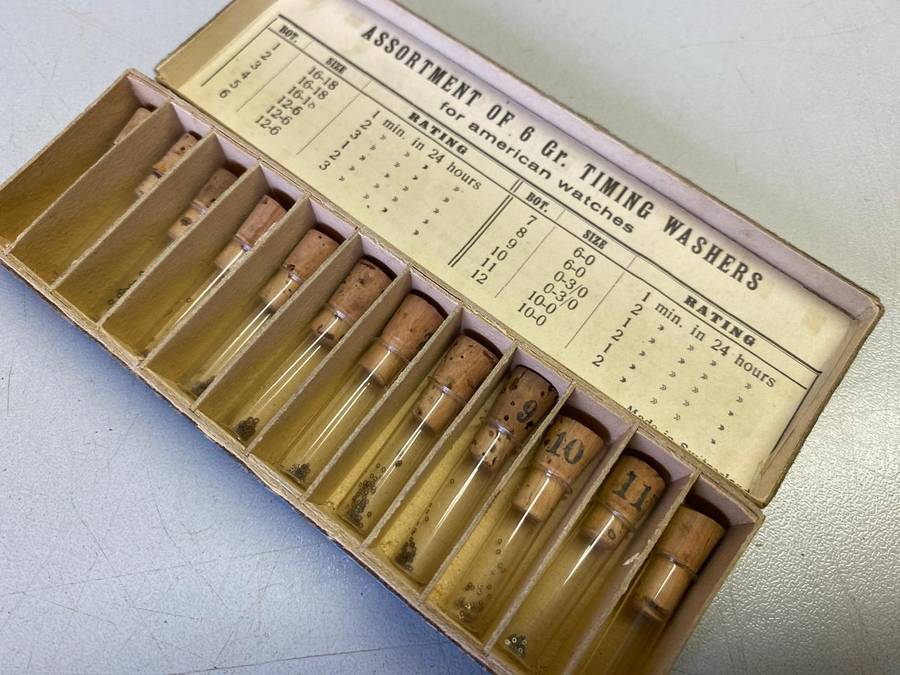 ASSORTMENT OF 6 Gr. TIMING WASHERS
for american watches
BOT. SIZE RATING BOT. SIZE RATING
1 16-18 1 min. in 24 hours 7 6-0 1 min. in 24 hours
2 16-18 2 » » » » 8 6-0 2 » » » »
3 16-18 3 » » » » 9 0-3/0 1 » » » »
4 12-6 1 » » » » 10 0-3/0 2 » » » »
5 12-6 2 » » » » 11 10-0 1 » » » »
6 12-6 3 » » » » 12 10-0 2 » » » »
Made in
9
10
11